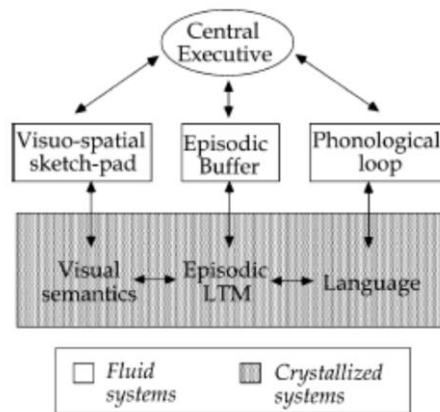 Central
Executive
Visuo-spatial
sketch-pad
Episodic
Buffer
Phonological
loop
Visual
semantics
Episodic
LTM
Language
Fluid
systems
Crystallized
systems